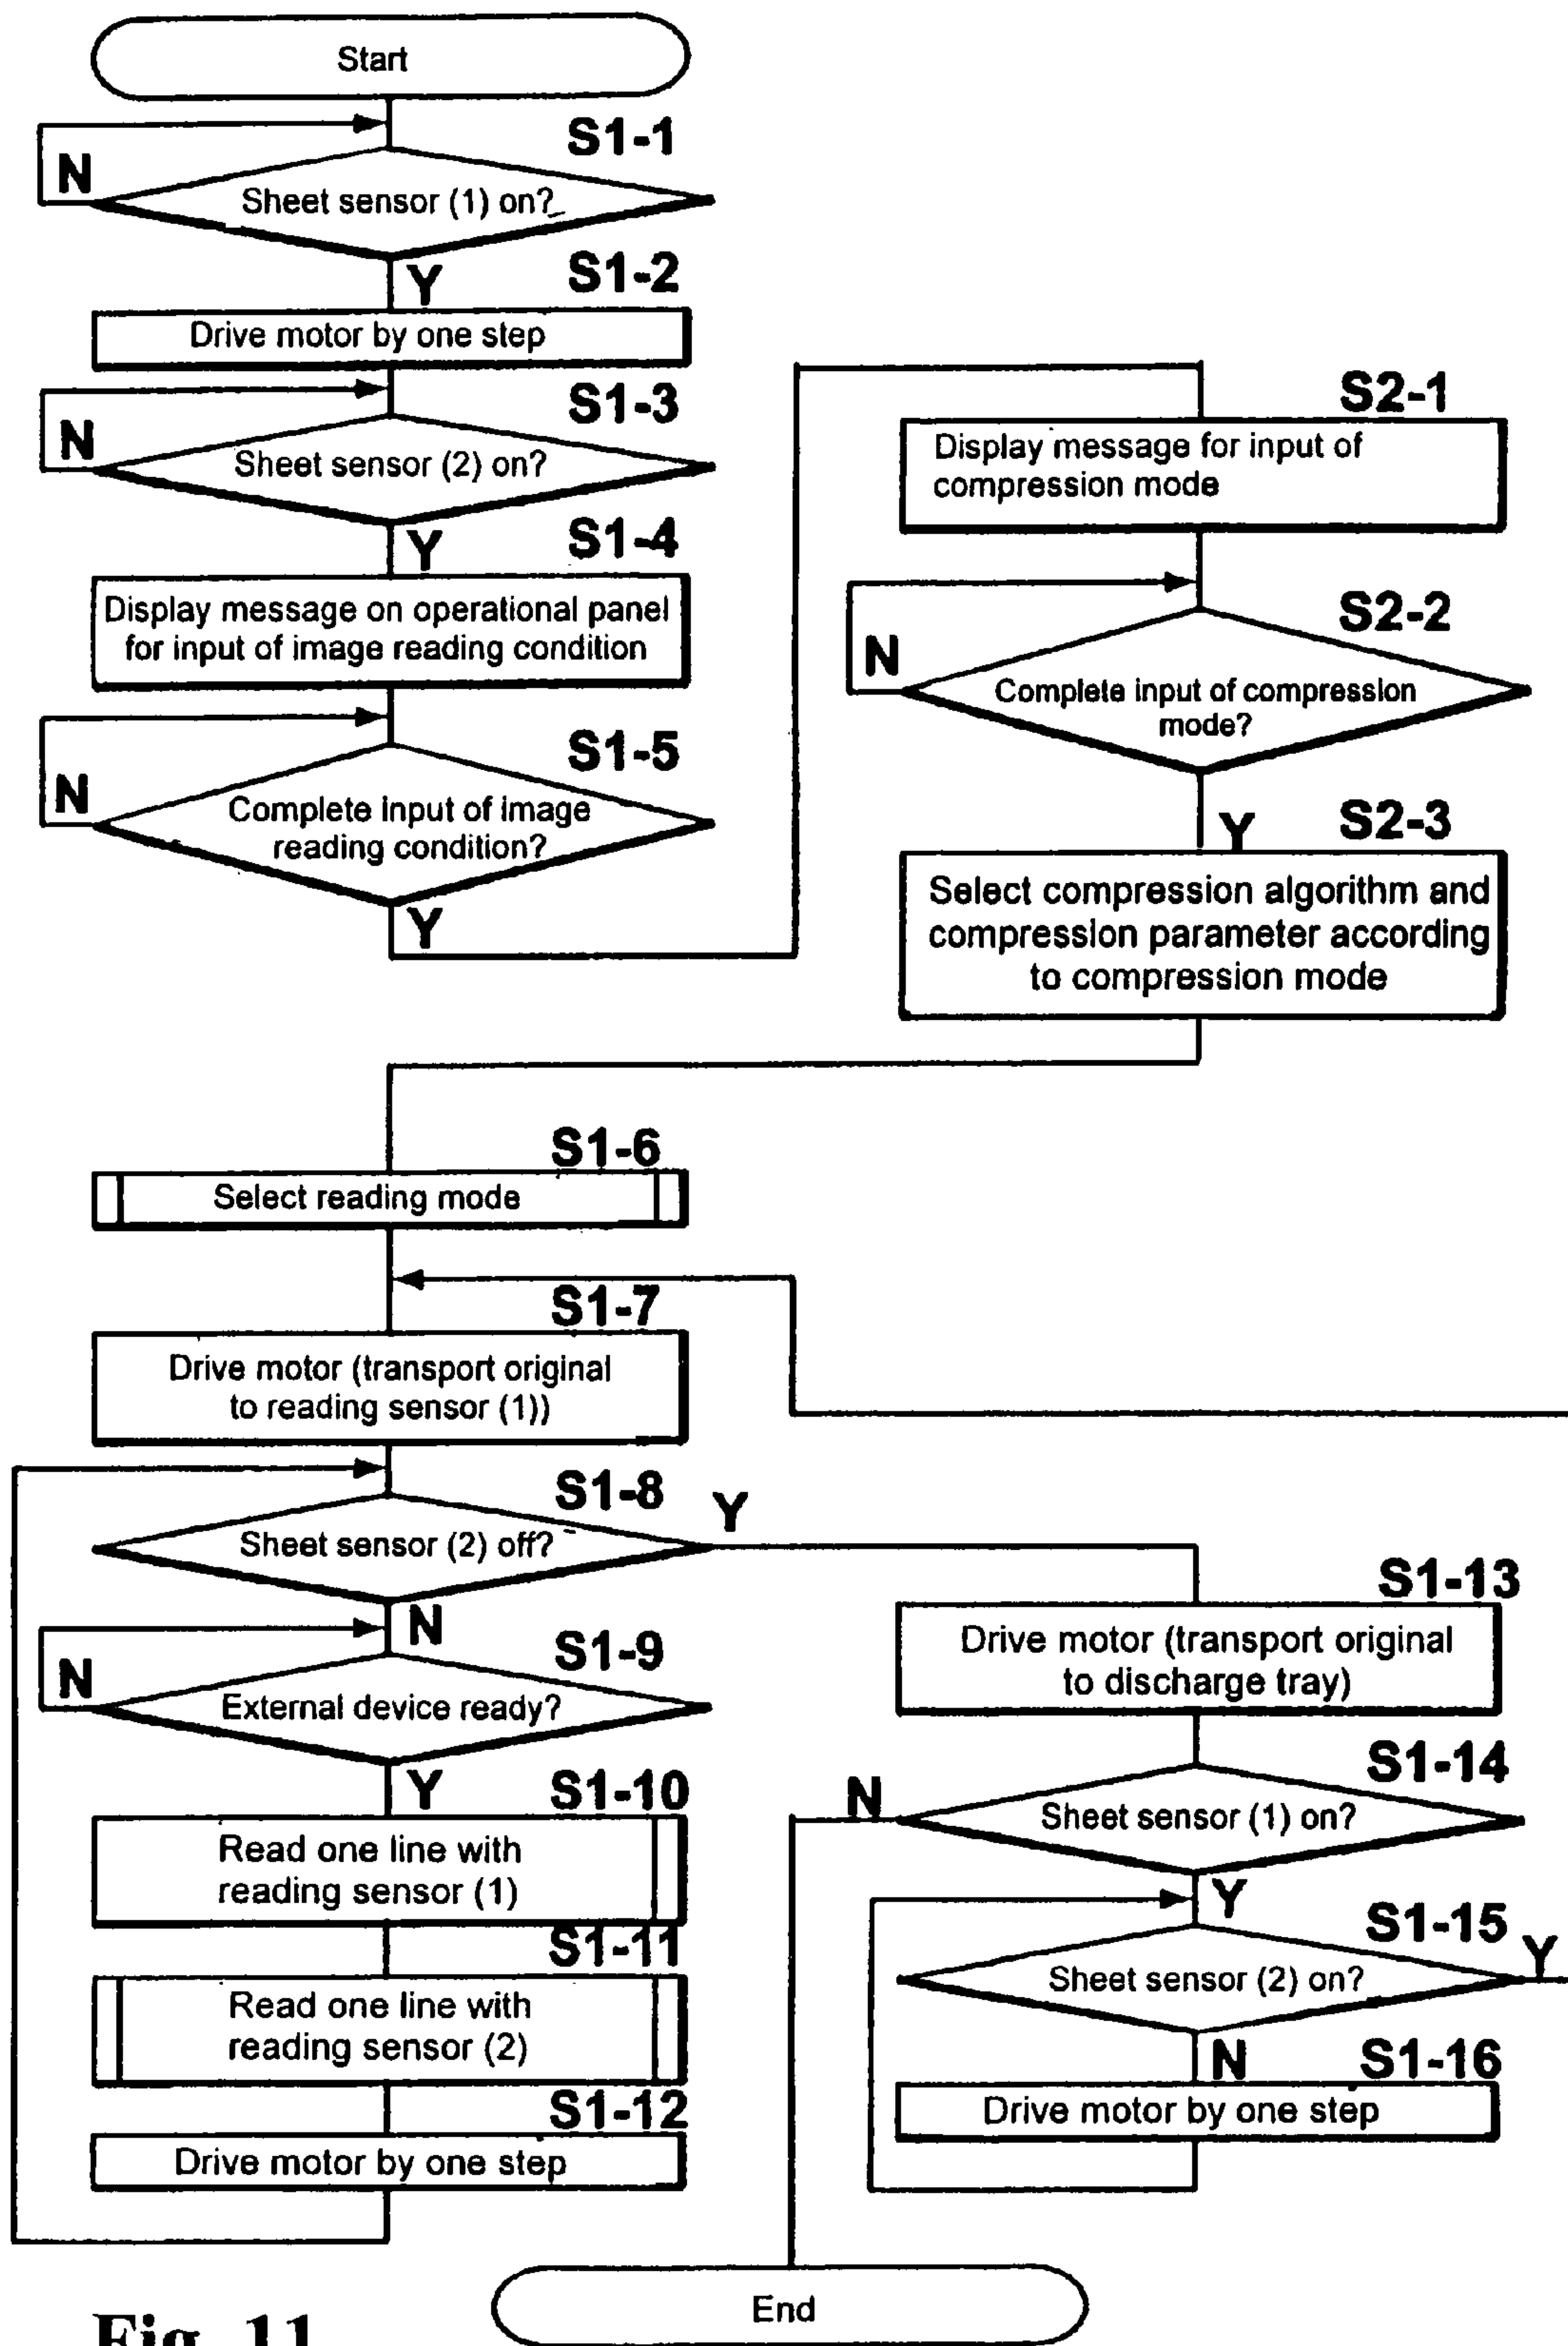 Start
S1-1
N
Sheet sensor (1) on?
Y
S1-2
Drive motor by one step
S1-3
N
Sheet sensor (2) on?
Y
S1-4
Display message on operational panel
for input of image reading condition
S1-5
N
Complete input of image
reading condition?
Y
S2-1
Display message for input of
compression mode
S2-2
N
Complete input of compression
mode?
Y
S2-3
Select compression algorithm and
compression parameter according
to compression mode
S1-6
Select reading mode
S1-7
Drive motor (transport original
to reading sensor (1))
S1-8
Y
Sheet sensor (2) off?
N
S1-9
N
External device ready?
Y
S1-10
Read one line with
reading sensor (1)
S1-11
Read one line with
reading sensor (2)
S1-12
Drive motor by one step
S1-13
Drive motor (transport original
to discharge tray)
S1-14
N
Sheet sensor (1) on?
Y
S1-15
Y
Sheet sensor (2) on?
N
S1-16
Drive motor by one step
End
Fig. 11